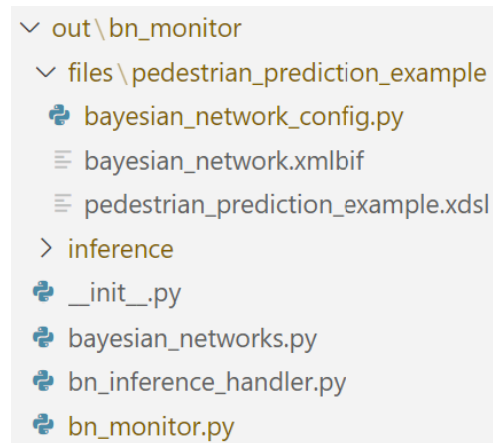 out\bn_monitor
files\pedestrian_prediction_example
bayesian_network_config.py
bayesian_network.xmlbif
pedestrian_prediction_example.xdsl
inference
__init__.py
bayesian_networks.py
bn_inference_handler.py
bn_monitor.py